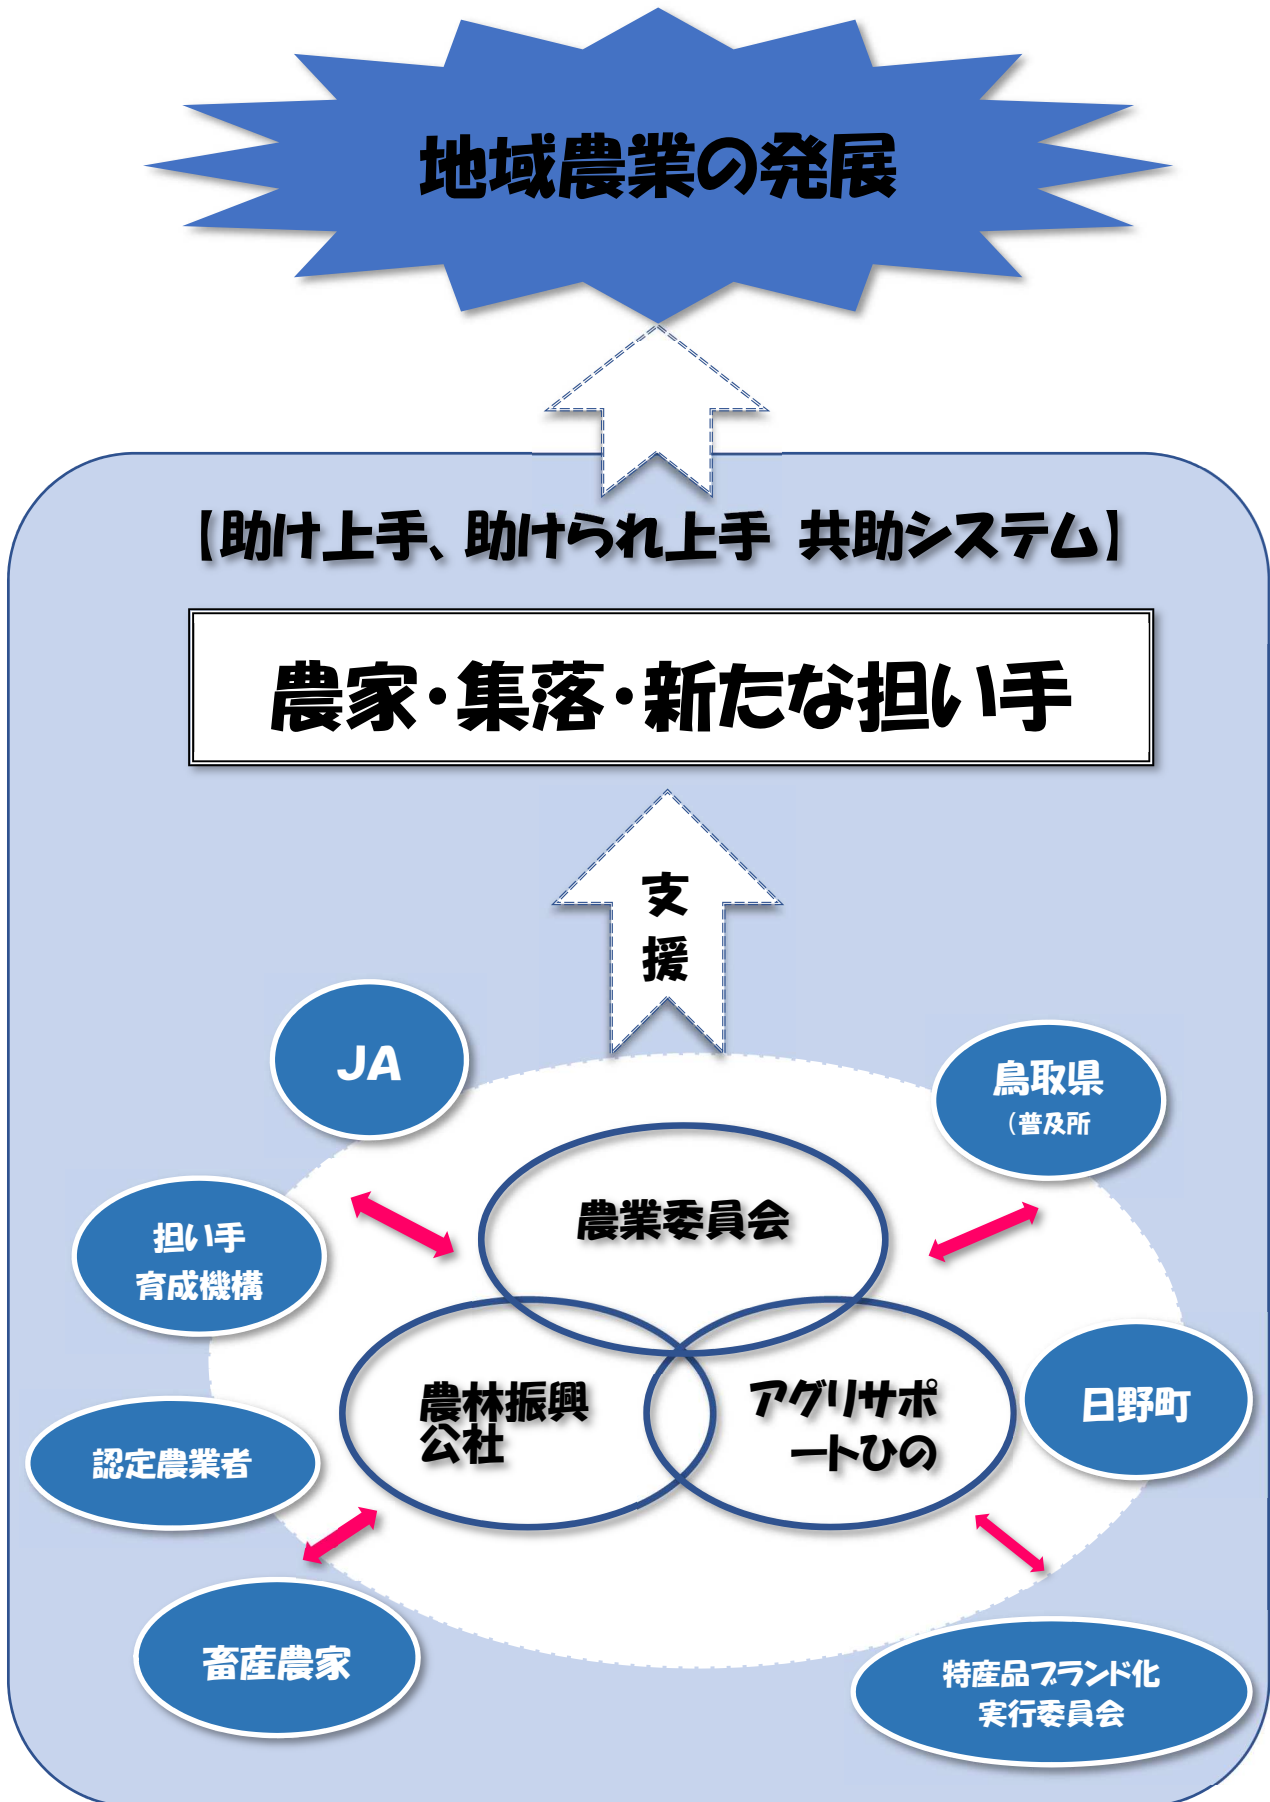 地域農業の発展
【助け上手、助けられ上手 共助システム】
農家・集落・新たな担い手
支
援
JA
鳥取県
(普及所
農業委員会
担い手
育成機構
農林振興
公社
アグリサポ
ートひの
日野町
認定農業者
畜産農家
特産品ブランド化
実行委員会